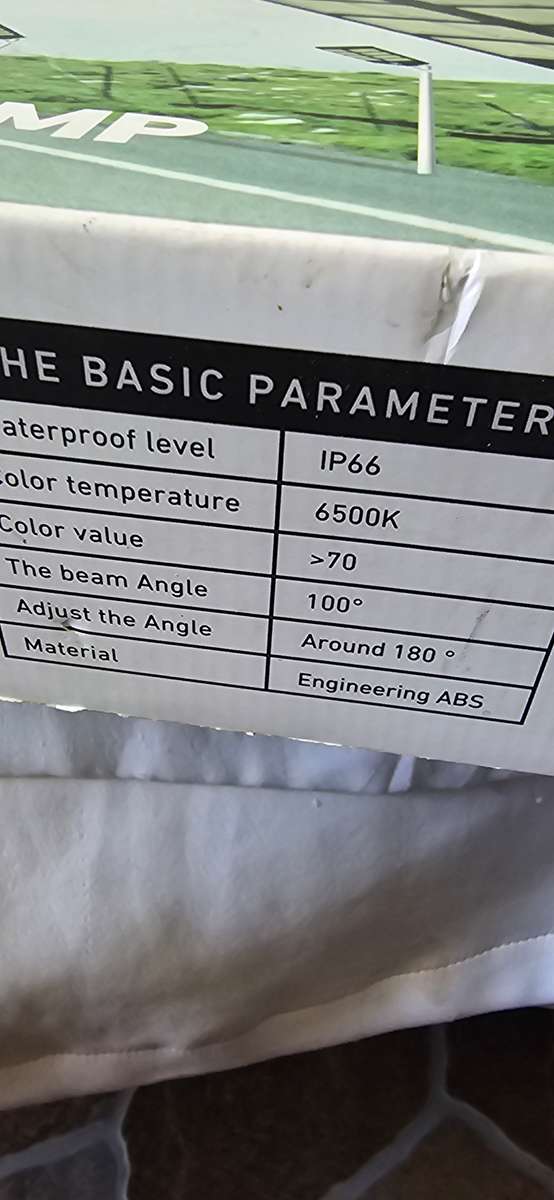 MP
HE BASIC PARAMETER
aterproof level IP66
olor temperature 6500K
Color value >70
The beam Angle 100°
Adjust the Angle Around 180 °
Material Engineering ABS